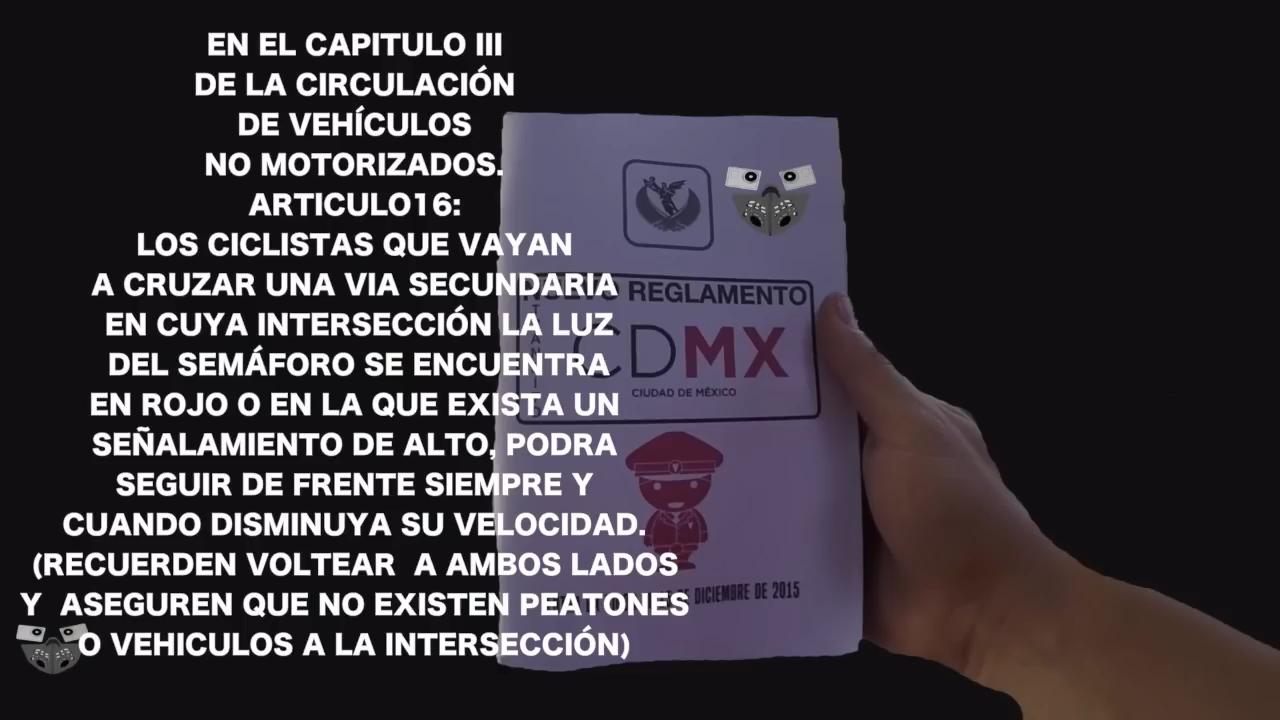 EN EL CAPITULO III
DE LA CIRCULACIÓN
DE VEHÍCULOS
NO MOTORIZADOS.
ARTICULO16:
LOS CICLISTAS QUE VAYAN
A CRUZAR UNA VIA SECUNDARIA
EN CUYA INTERSECCIÓN LA LUZ
DEL SEMÁFORO SE ENCUENTRA
EN ROJO O EN LA QUE EXISTA UN
SEÑALAMIENTO DE ALTO, PODRA
SEGUIR DE FRENTE SIEMPRE Y
CUANDO DISMINUYA SU VELOCIDAD.
(RECUERDEN VOLTEAR A AMBOS LADOS
Y ASEGUREN QUE NO EXISTEN PEATONES
O VEHICULOS A LA INTERSECCIÓN)
NUEVO REGLAMENTO
CDMX
CIUDAD DE MÉXICO
DICIEMBRE DE 2015